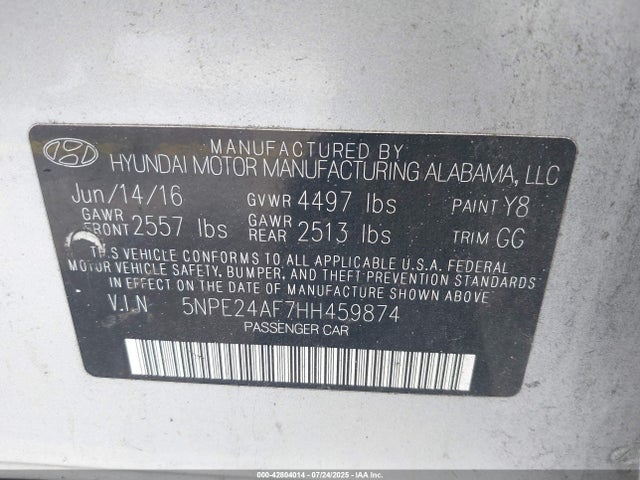 MANUFACTURED BY
HYUNDAI MOTOR MANUFACTURING ALABAMA, LLC
Jun/14/16 GVWR 4497 lbs PAINT Y8
GAWR FRONT 2557 lbs GAWR REAR 2513 lbs TRIM GG
THIS VEHICLE CONFORMS TO ALL APPLICABLE U.S.A. FEDERAL
MOTOR VEHICLE SAFETY, BUMPER, AND THEFT PREVENTION STANDARDS
IN EFFECT ON THE DATE OF MANUFACTURE SHOWN ABOVE.
V.I.N 5NPE24AF7HH459874
PASSENGER CAR
000-42804014 | 07/24/2025 | IAAI.COM